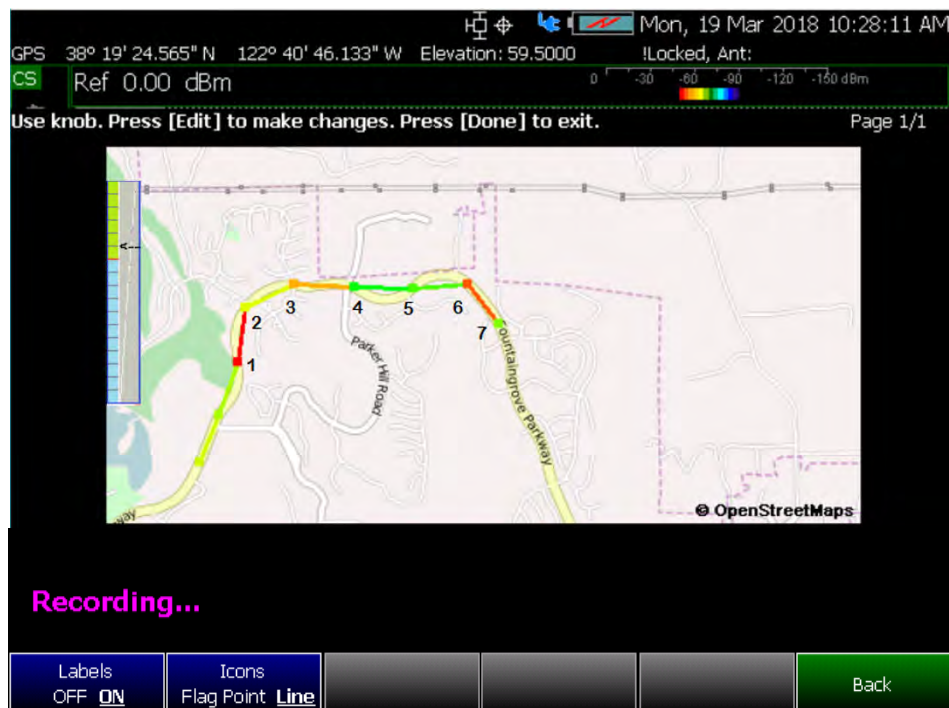 Mon, 19 Mar 2018 10:28:11 AM
GPS 38º 19' 24.565" N 122º 40' 46.133" W Elevation: 59.5000 !Locked, Ant:
CS
Ref 0.00 dBm
0 -30 -60 -90 -120 -150 dBm
Use knob. Press [Edit] to make changes. Press [Done] to exit. Page 1/1
<--
3
4
5
6
2
7
1
Parker Hill Road
Fountaingrove Parkway
way
© OpenStreetMaps
Recording...
Labels
OFF ON
Icons
Flag Point Line
Back